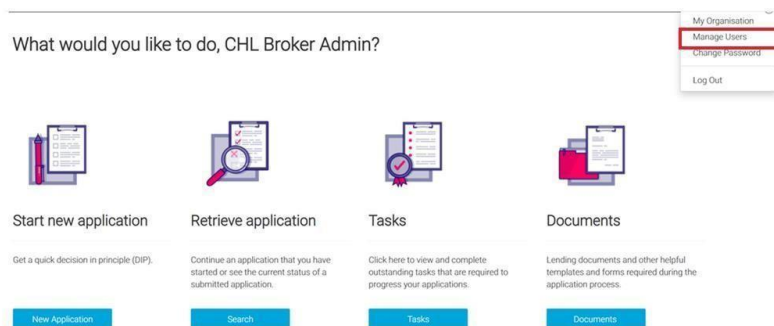 My Organisation
Manage Users
Change Password
Log Out
What would you like to do, CHL Broker Admin?
Start new application
Get a quick decision in principle (DIP).
New Application
Retrieve application
Continue an application that you have
started or see the current status of a
submitted application.
Search
Tasks
Click here to view and complete
outstanding tasks that are required to
progress your applications.
Tasks
Documents
Lending documents and other helpful
templates and forms required during the
application process.
Documents